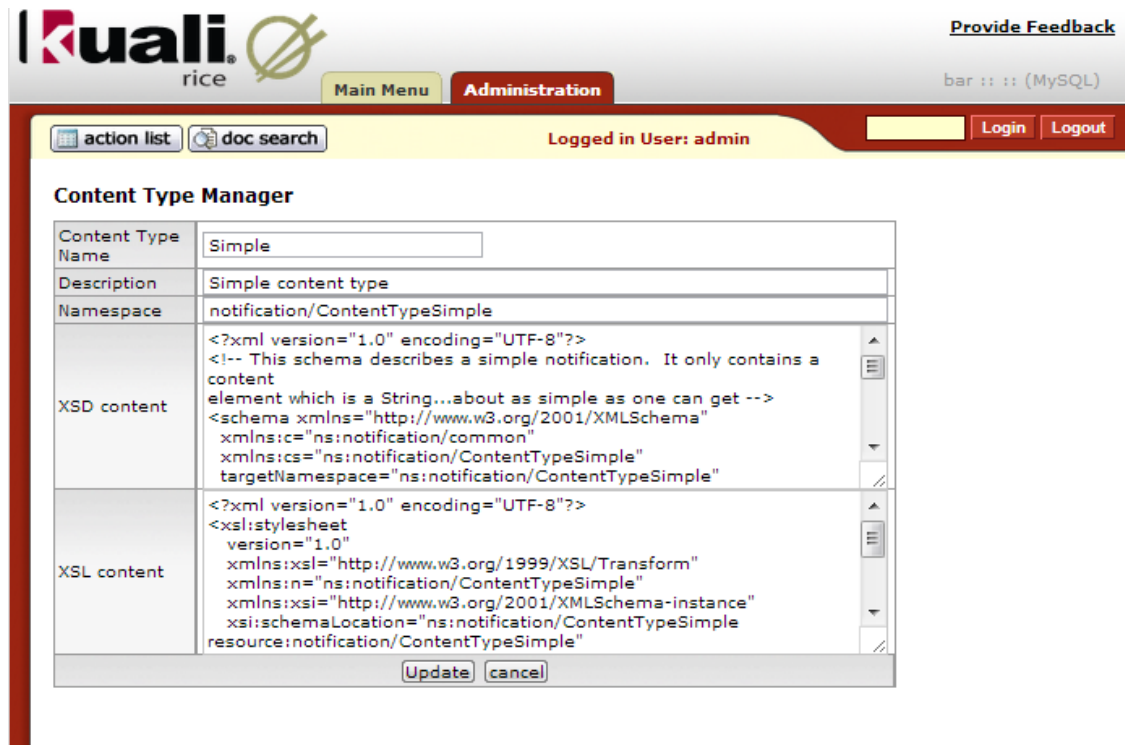 Kuali®
rice
Provide Feedback
Main Menu
Administration
bar :: :: (MySQL)
action list
doc search
Logged in User: admin
Login
Logout
Content Type Manager
Content Type
Name
Simple
Description
Simple content type
Namespace
notification/ContentTypeSimple
XSD content
<?xml version="1.0" encoding="UTF-8"?>
<!-- This schema describes a simple notification.  It only contains a
content
element which is a String...about as simple as one can get -->
<schema xmlns="http://www.w3.org/2001/XMLSchema"
  xmlns:c="ns:notification/common"
  xmlns:cs="ns:notification/ContentTypeSimple"
  targetNamespace="ns:notification/ContentTypeSimple"
XSL content
<?xml version="1.0" encoding="UTF-8"?>
<xsl:stylesheet
   version="1.0"
   xmlns:xsl="http://www.w3.org/1999/XSL/Transform"
   xmlns:n="ns:notification/ContentTypeSimple"
   xmlns:xsi="http://www.w3.org/2001/XMLSchema-instance"
   xsi:schemaLocation="ns:notification/ContentTypeSimple
resource:notification/ContentTypeSimple"
Update
cancel